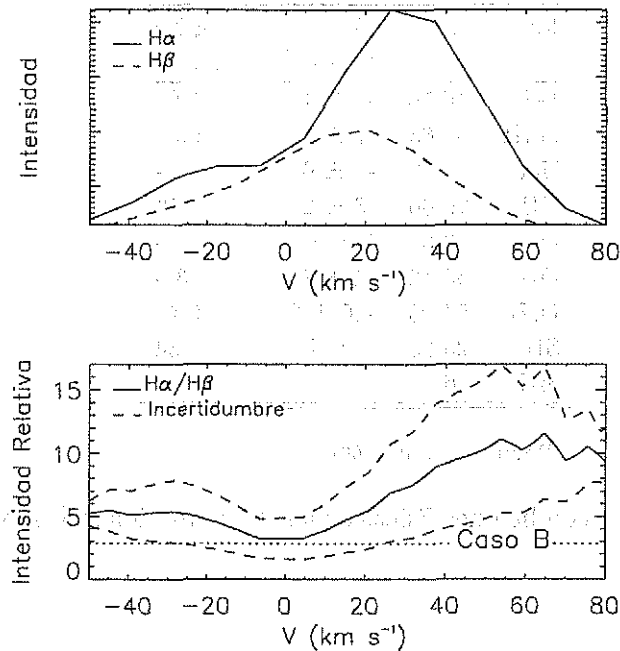 Hα
Hβ
Intensidad
−40 −20 0 20 40 60 80
V (km s⁻¹)
Intensidad Relativa
15
10
5
0
Hα/Hβ
Incertidumbre
Caso B
−40 −20 0 20 40 60 80
V (km s⁻¹)